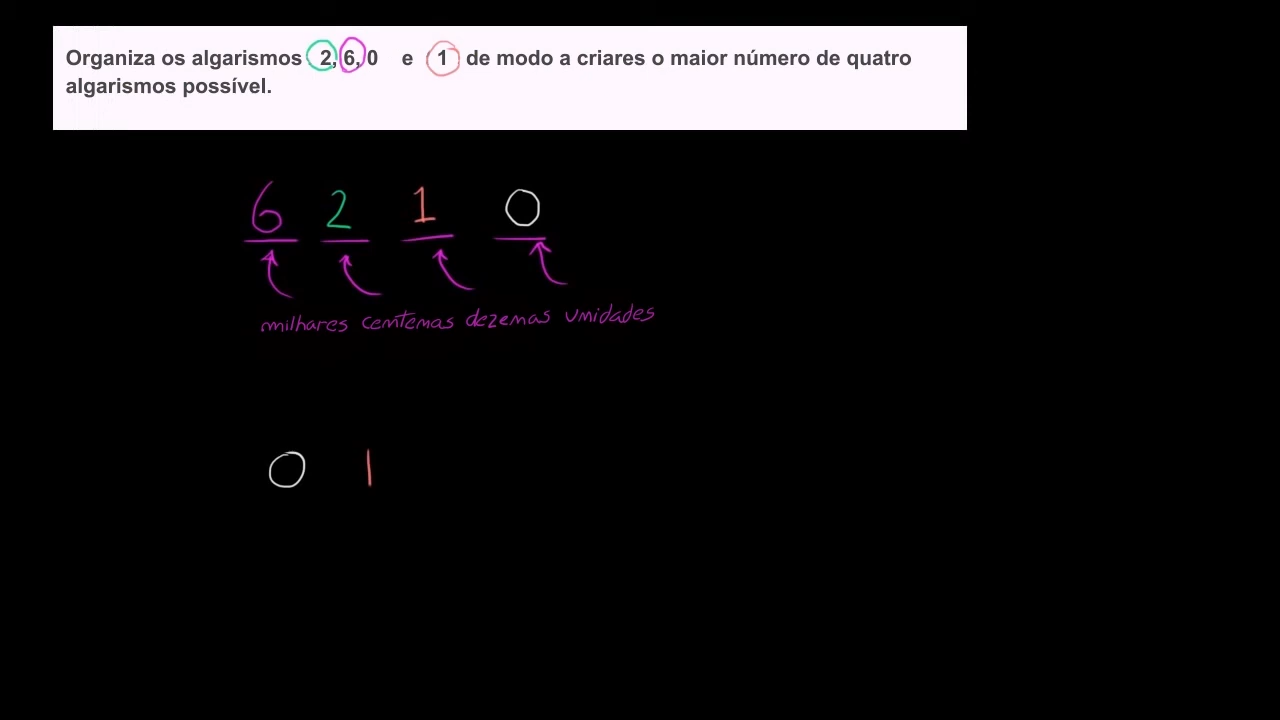 Organiza os algarismos 2, 6, 0 e 1 de modo a criares o maior número de quatro
algarismos possível.
6 2 1 0
milhares centenas dezenas unidades
0 1